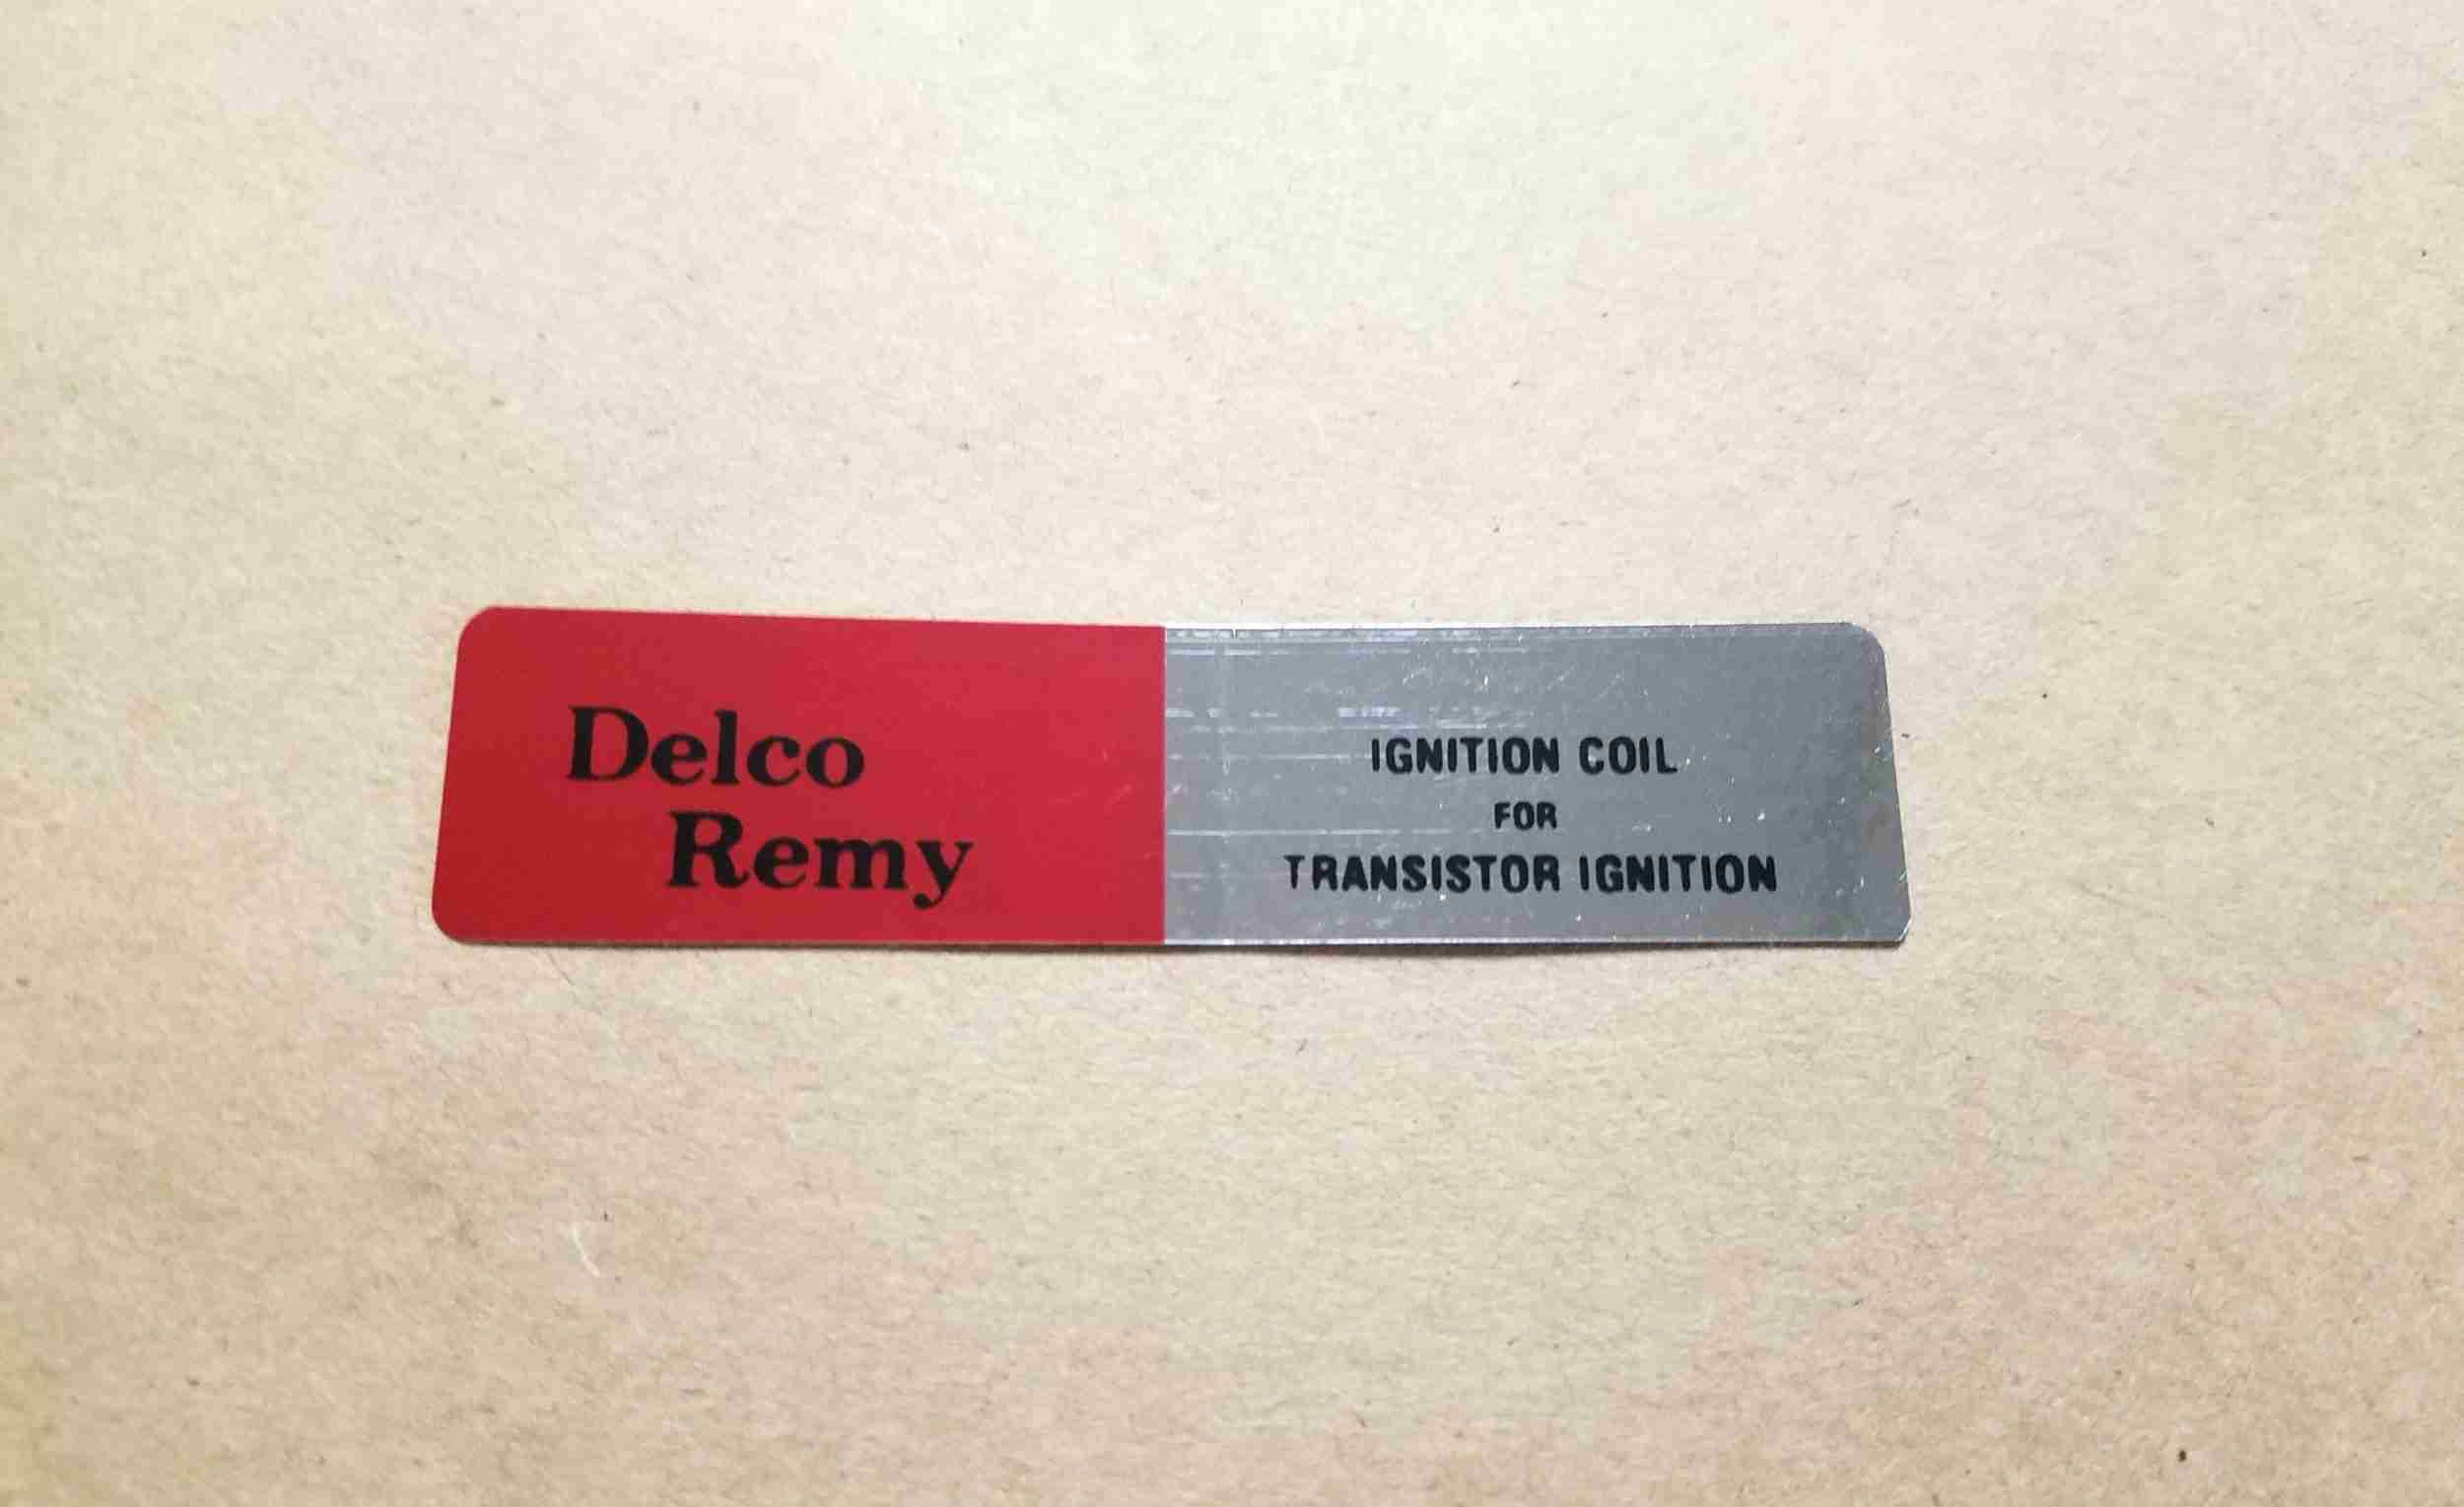 Delco
Remy
IGNITION COIL
FOR
TRANSISTOR IGNITION